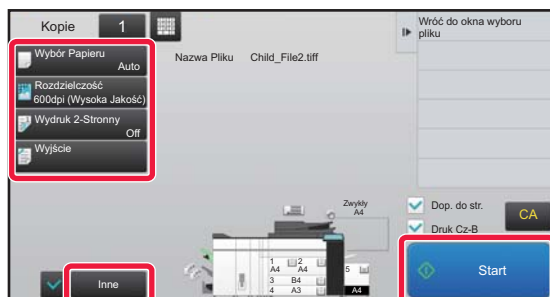 Kopie 1
Wybór Papieru
Auto
Rozdzielczość
600dpi (Wysoka Jakość)
Wydruk 2-Stronny
Off
Wyjście
Inne
Nazwa Pliku Child_File2.tiff
Zwykły
A4
1 2
A4 A4
3 B4
4 A3
5
A4
Wróć do okna wyboru
pliku
Dop. do str.
Druk Cz-B
CA
Start